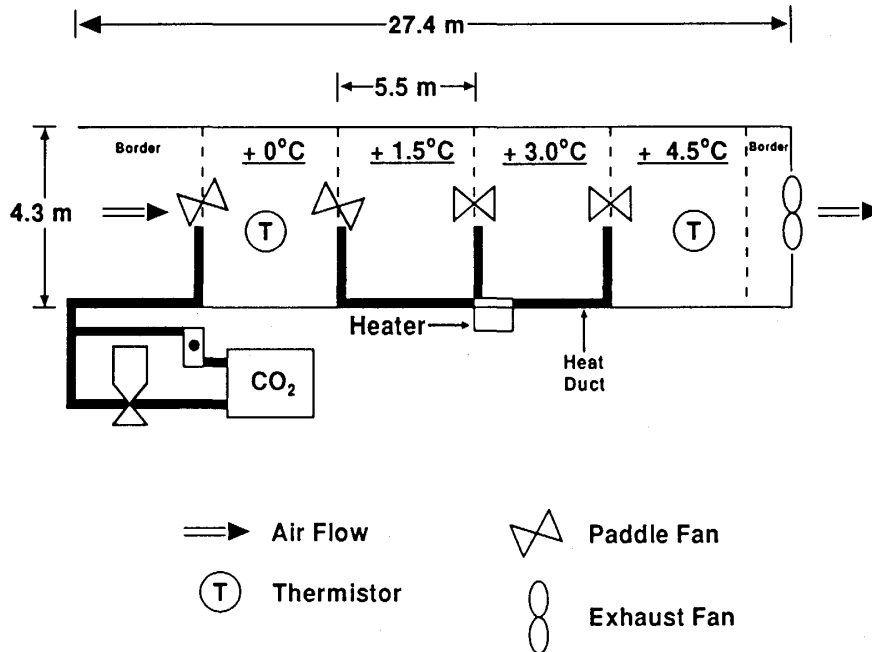 27.4 m
5.5 m
Border
+ 0°C
+ 1.5°C
+ 3.0°C
+ 4.5°C
Border
4.3 m
T
T
Heater
Heat
Duct
CO₂
Air Flow
Paddle Fan
T
Thermistor
Exhaust Fan